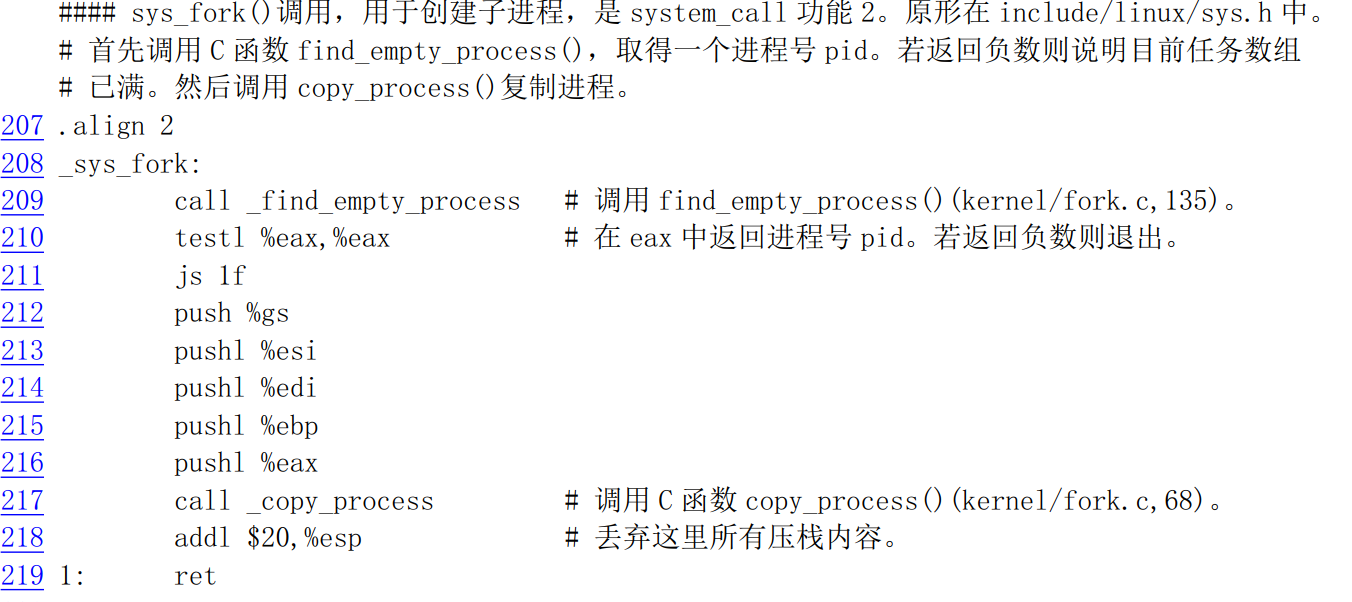 #### sys_fork()调用，用于创建子进程，是 system_call 功能 2。原形在 include/linux/sys.h 中。
# 首先调用 C 函数 find_empty_process()，取得一个进程号 pid。若返回负数则说明目前任务数组
# 已满。然后调用 copy_process()复制进程。
207 .align 2
208 _sys_fork:
209 call _find_empty_process # 调用 find_empty_process()(kernel/fork.c,135)。
210 testl %eax,%eax # 在 eax 中返回进程号 pid。若返回负数则退出。
211 js 1f
212 push %gs
213 pushl %esi
214 pushl %edi
215 pushl %ebp
216 pushl %eax
217 call _copy_process # 调用 C 函数 copy_process()(kernel/fork.c,68)。
218 addl $20,%esp # 丢弃这里所有压栈内容。
219 1: ret